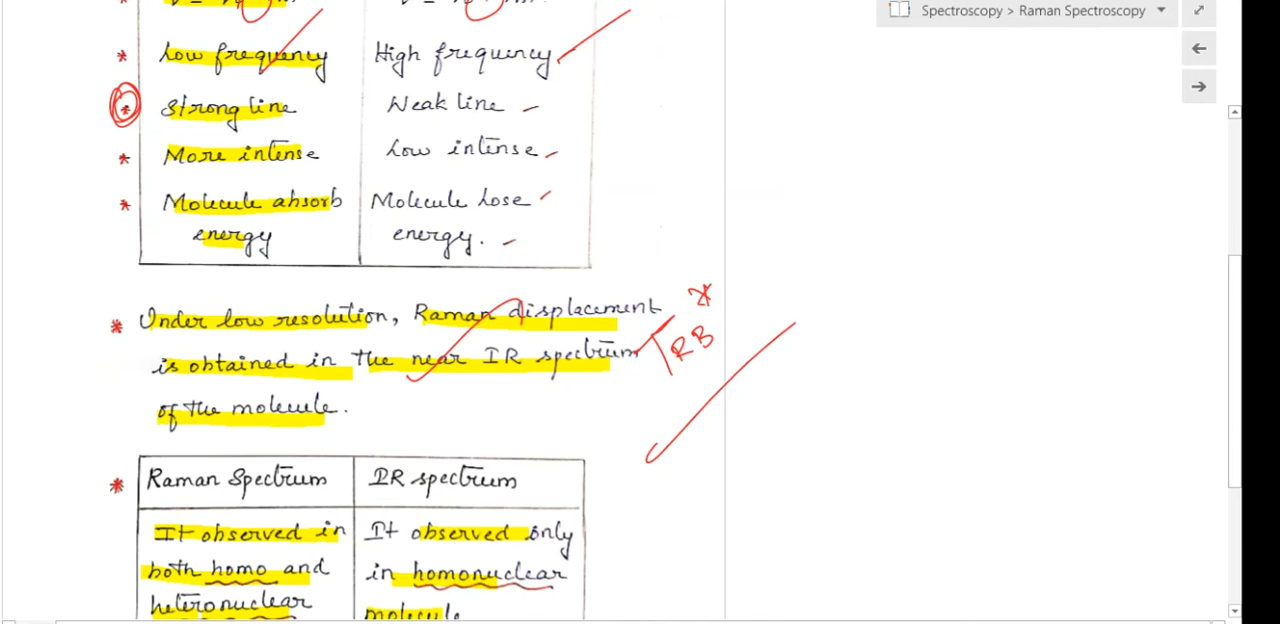 Spectroscopy > Raman Spectroscopy
* Low frequency High frequency
* Strong line Weak line
* More intense Low intense
* Molecule absorb Molecule lose
energy energy.
* Under low resolution, Raman displacement *
is obtained in the near IR spectrum TRB
of the molecule.
* Raman Spectrum IR spectrum
It observed in It observed only
both homo and in homonuclear
heteronuclear molecule